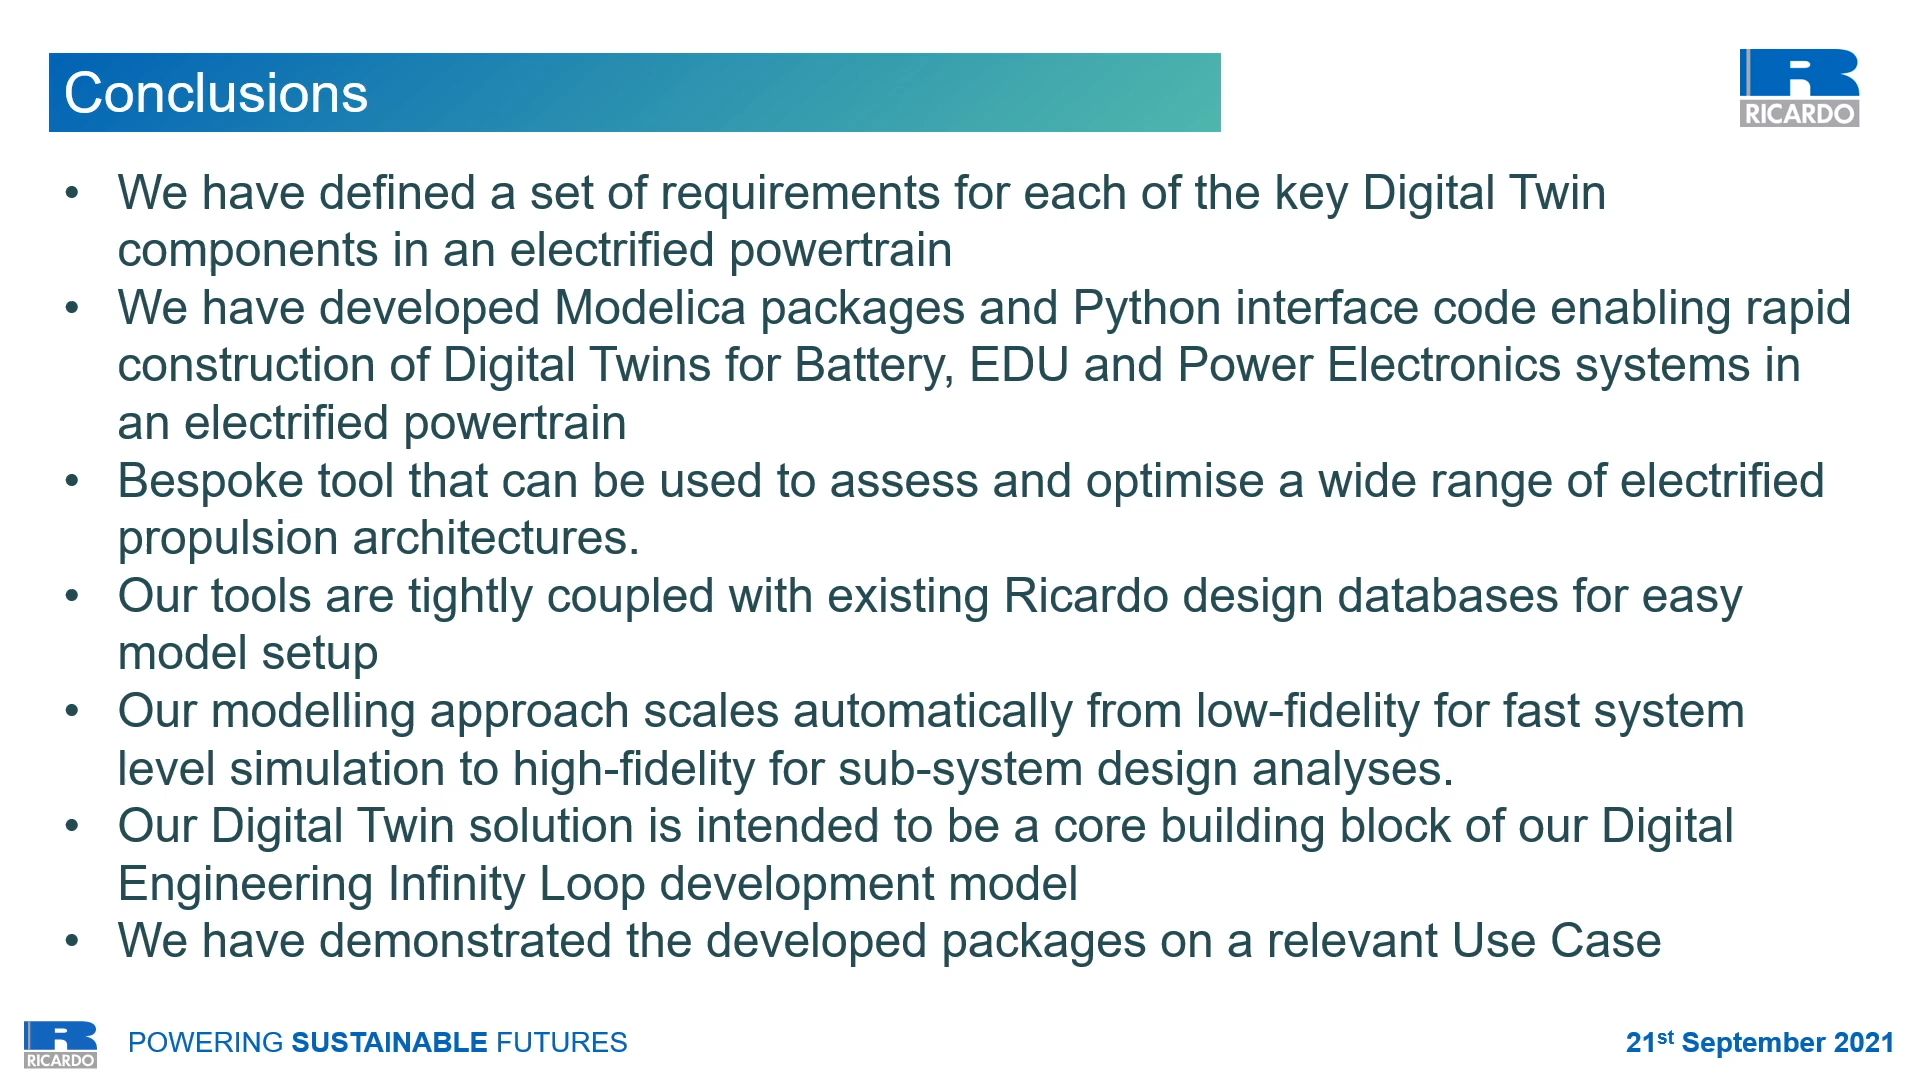 Conclusions
RICARDO
• We have defined a set of requirements for each of the key Digital Twin
components in an electrified powertrain
• We have developed Modelica packages and Python interface code enabling rapid
construction of Digital Twins for Battery, EDU and Power Electronics systems in
an electrified powertrain
• Bespoke tool that can be used to assess and optimise a wide range of electrified
propulsion architectures.
• Our tools are tightly coupled with existing Ricardo design databases for easy
model setup
• Our modelling approach scales automatically from low-fidelity for fast system
level simulation to high-fidelity for sub-system design analyses.
• Our Digital Twin solution is intended to be a core building block of our Digital
Engineering Infinity Loop development model
• We have demonstrated the developed packages on a relevant Use Case
RICARDO
POWERING SUSTAINABLE FUTURES
21st September 2021